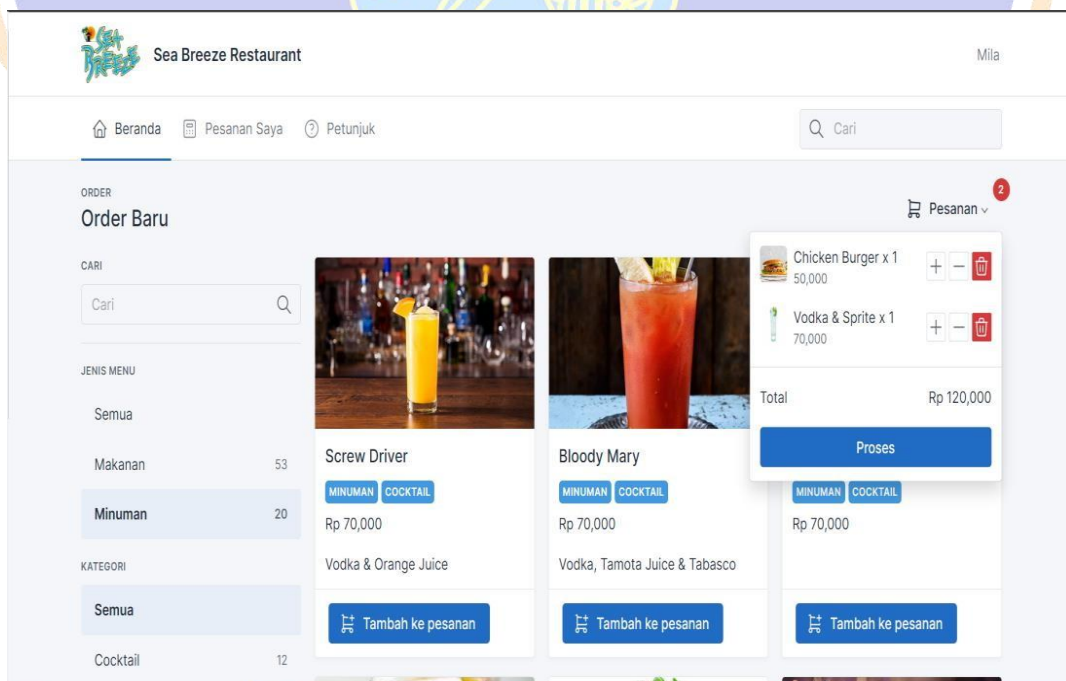 SEA
BREEZE
Sea Breeze Restaurant
Mila
Beranda
Pesanan Saya
Petunjuk
Cari
ORDER
Order Baru
Pesanan
2
CARI
Cari
JENIS MENU
Semua
Makanan 53
Minuman 20
KATEGORI
Semua
Cocktail 12
Screw Driver
MINUMAN COCKTAIL
Rp 70,000
Vodka & Orange Juice
Tambah ke pesanan
Bloody Mary
MINUMAN COCKTAIL
Rp 70,000
Vodka, Tamota Juice & Tabasco
Tambah ke pesanan
Chicken Burger x 1
50,000
Vodka & Sprite x 1
70,000
Total Rp 120,000
Proses
MINUMAN COCKTAIL
Rp 70,000
Tambah ke pesanan